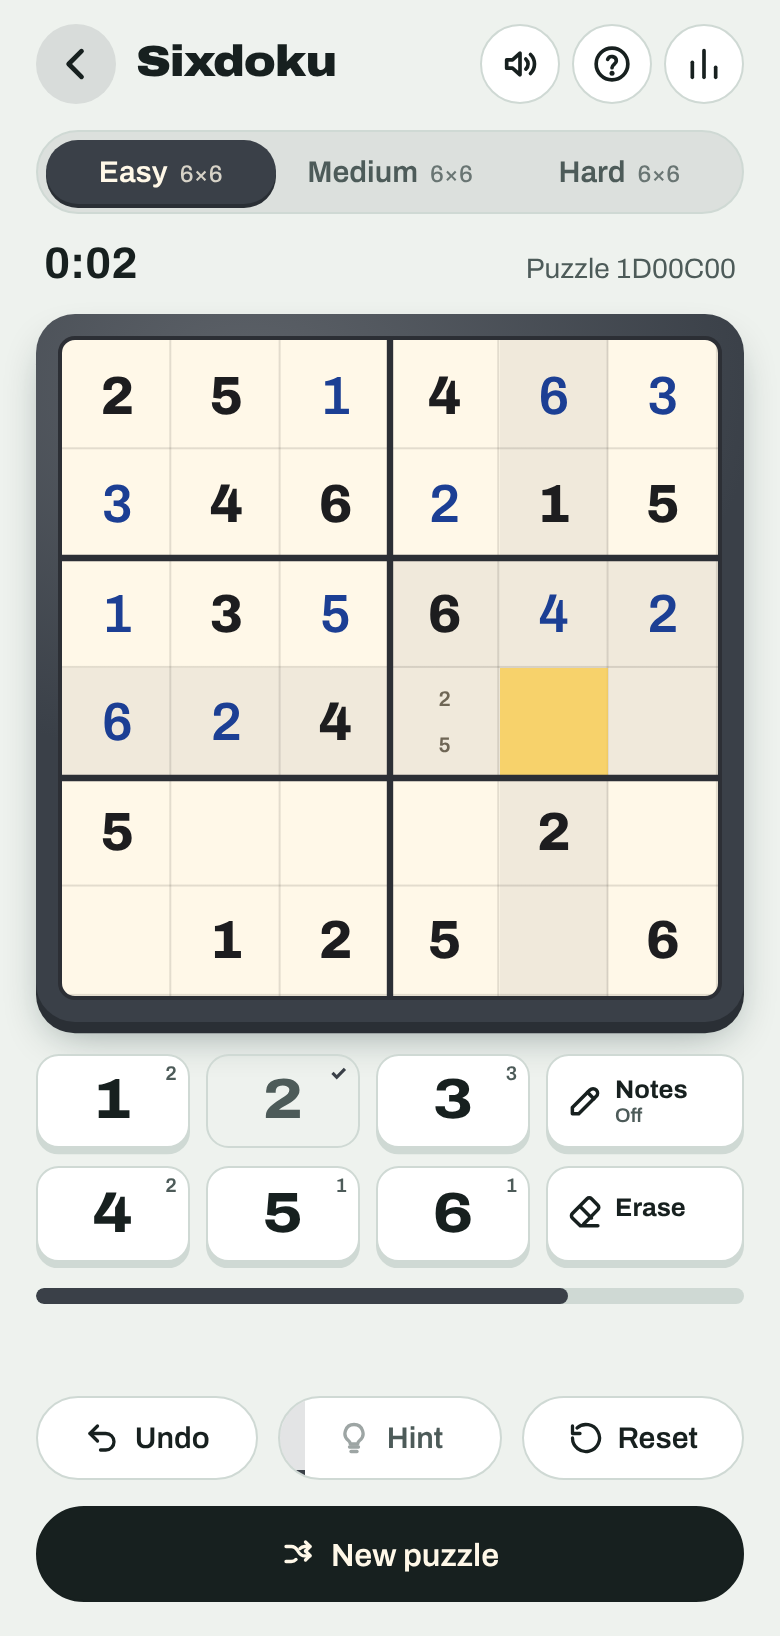 Sixdoku
Easy 6×6 Medium 6×6 Hard 6×6
0:02 Puzzle 1D00C00
2 5 1 4 6 3
3 4 6 2 1 5
1 3 5 6 4 2
6 2 4 2 5
5 2
1 2 5 6
1 2 2 3 3 Notes
Off
4 2 5 1 6 1 Erase
Undo Hint Reset
New puzzle